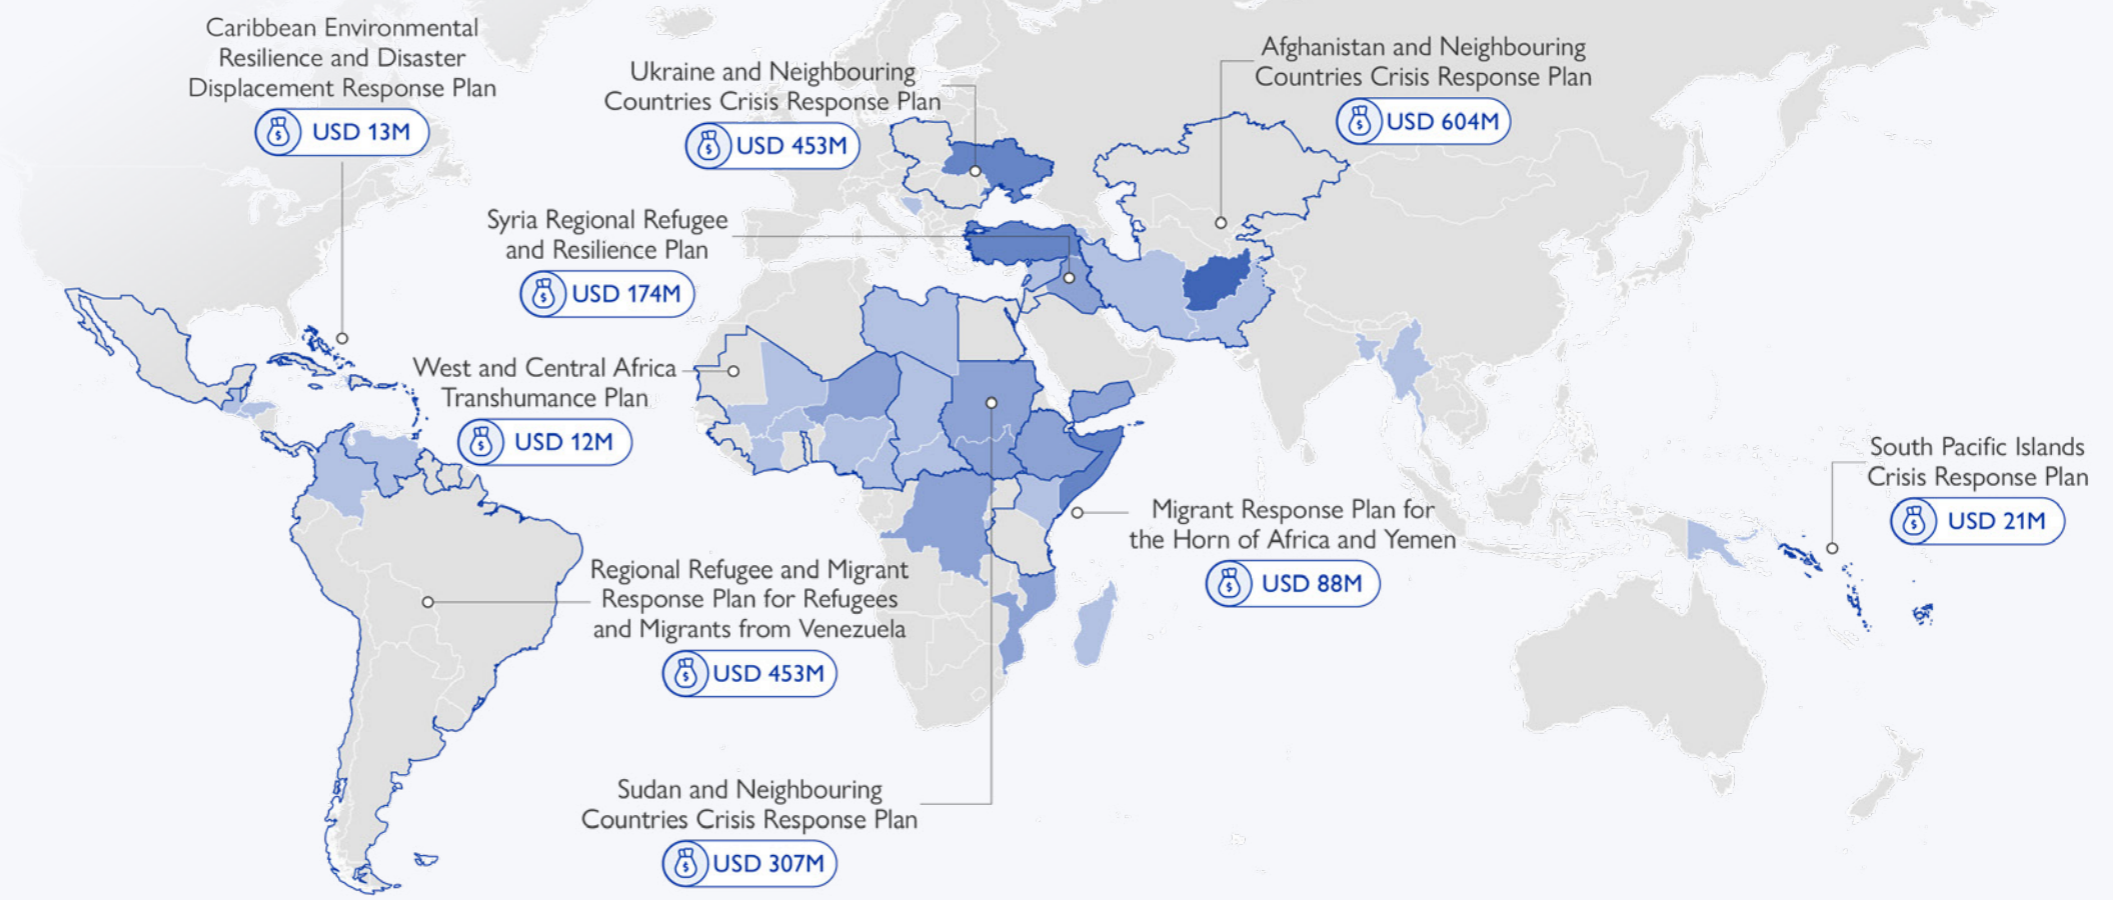 Caribbean Environmental
Resilience and Disaster
Displacement Response Plan
USD 13M
Ukraine and Neighbouring
Countries Crisis Response Plan
USD 453M
Afghanistan and Neighbouring
Countries Crisis Response Plan
USD 604M
Syria Regional Refugee
and Resilience Plan
USD 174M
West and Central Africa
Transhumance Plan
USD 12M
South Pacific Islands
Crisis Response Plan
USD 21M
Migrant Response Plan for
the Horn of Africa and Yemen
USD 88M
Regional Refugee and Migrant
Response Plan for Refugees
and Migrants from Venezuela
USD 453M
Sudan and Neighbouring
Countries Crisis Response Plan
USD 307M